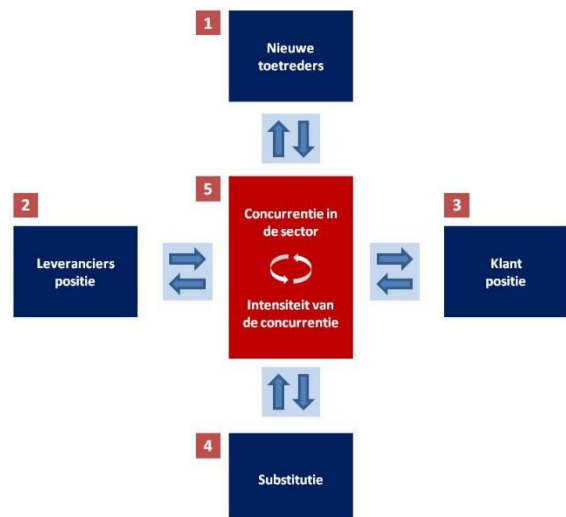 1
Nieuwe
toetreders
2
Leveranciers
positie
5
Concurrentie in
de sector
Intensiteit van
de concurrentie
3
Klant
positie
4
Substitutie